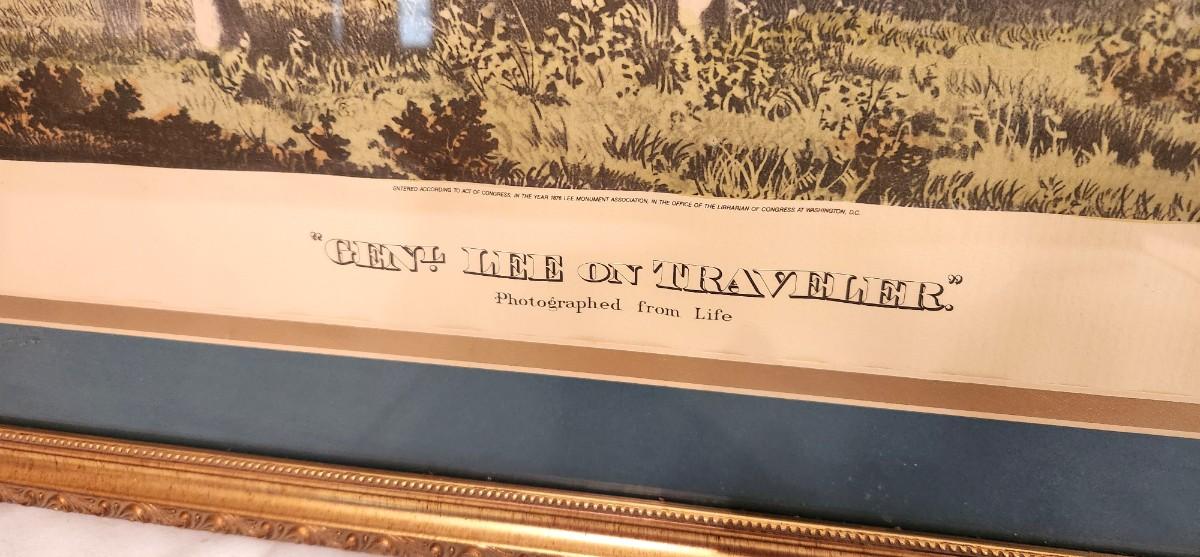 ENTERED ACCORDING TO ACT OF CONGRESS, IN THE YEAR 1876 LEE MONUMENT ASSOCIATION, IN THE OFFICE OF THE LIBRARIAN OF CONGRESS AT WASHINGTON, D.C.
"GENL LEE ON TRAVELER."
Photographed from Life